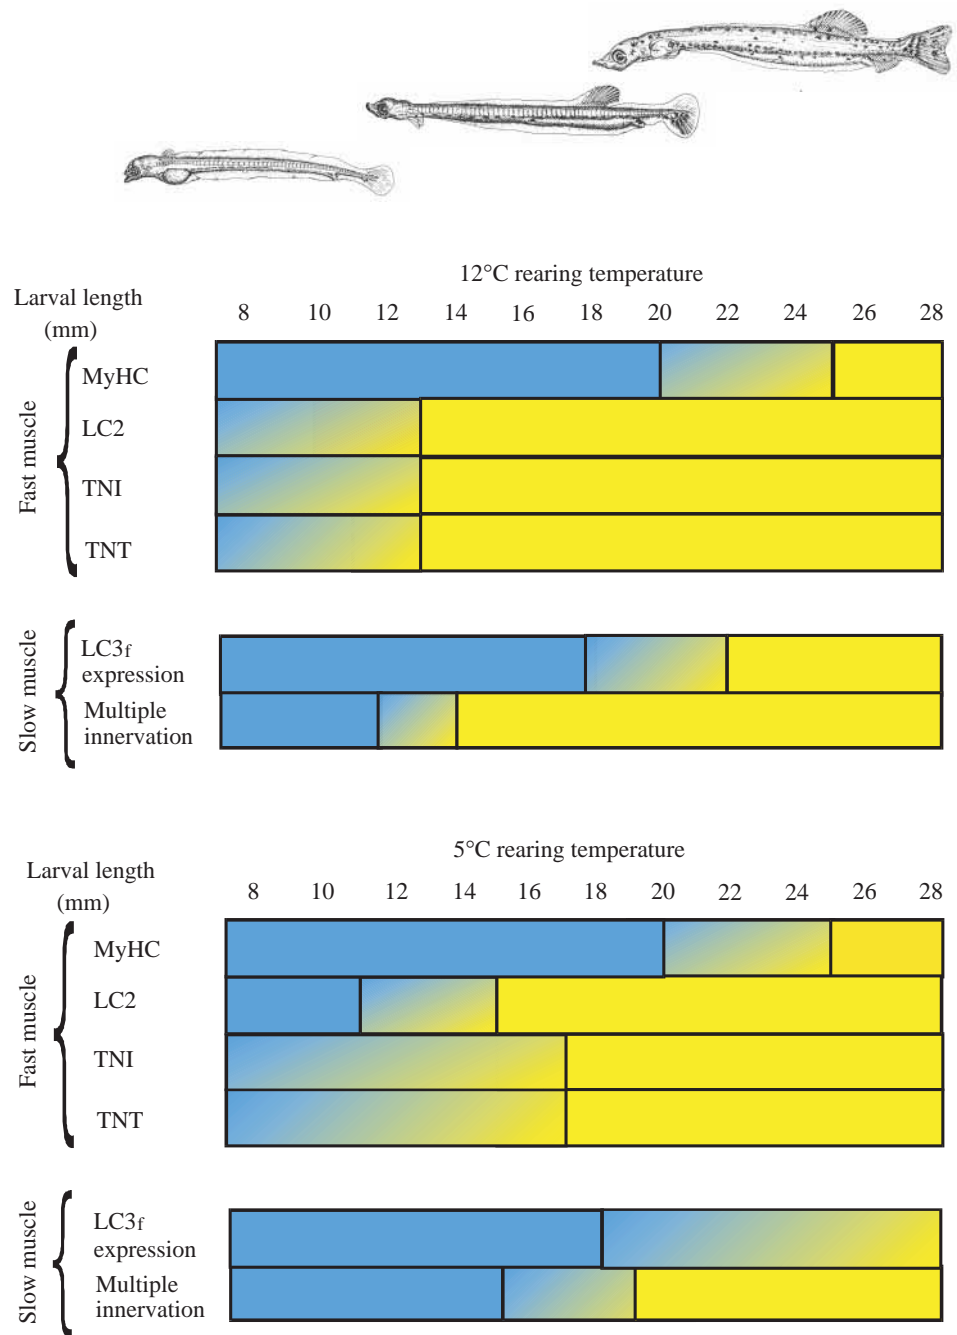 12°C rearing temperature
Larval length
(mm)
8 10 12 14 16 18 20 22 24 26 28
Fast muscle
MyHC
LC2
TNI
TNT
Slow muscle
LC3f
expression
Multiple
innervation
5°C rearing temperature
Larval length
(mm)
8 10 12 14 16 18 20 22 24 26 28
Fast muscle
MyHC
LC2
TNI
TNT
Slow muscle
LC3f
expression
Multiple
innervation